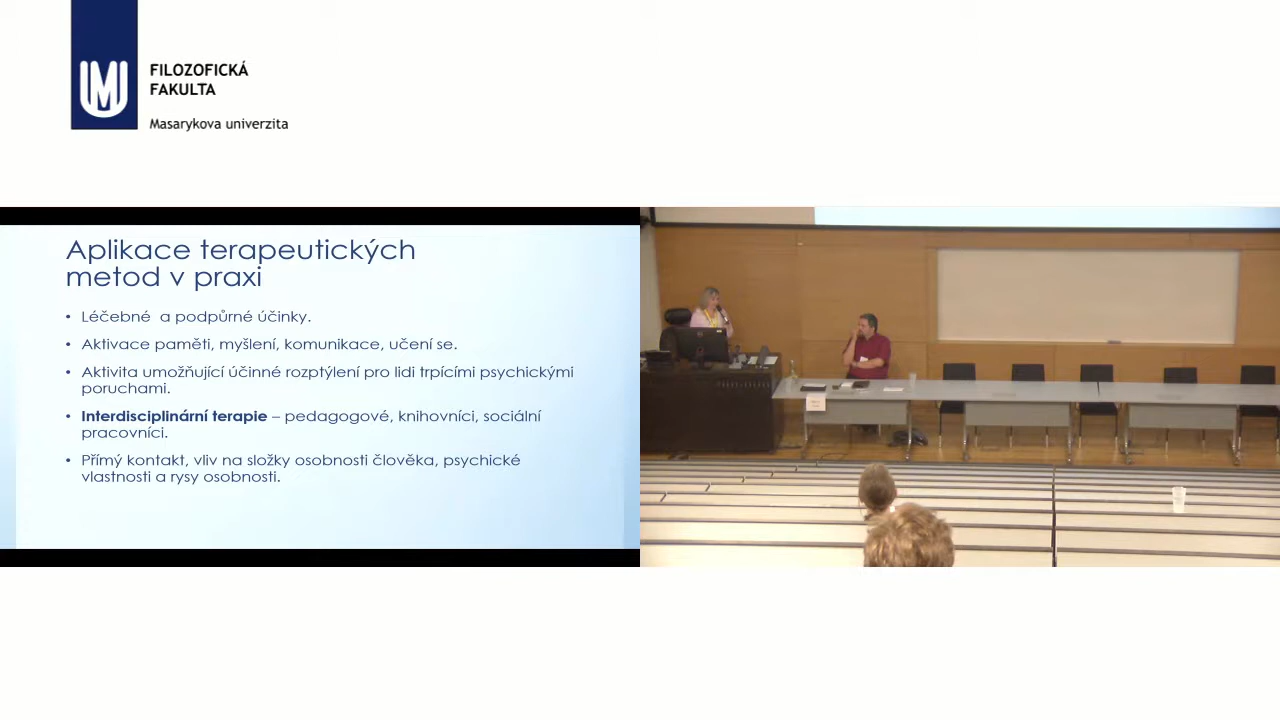 FILOZOFICKÁ
FAKULTA
Masarykova univerzita
Aplikace terapeutických
metod v praxi
• Léčebné a podpůrné účinky.
• Aktivace paměti, myšlení, komunikace, učení se.
• Aktivita umožňující účinné rozptýlení pro lidi trpícími psychickými
poruchami.
• Interdisciplinární terapie – pedagogové, knihovníci, sociální
pracovníci.
• Přímý kontakt, vliv na složky osobnosti člověka, psychické
vlastnosti a rysy osobnosti.